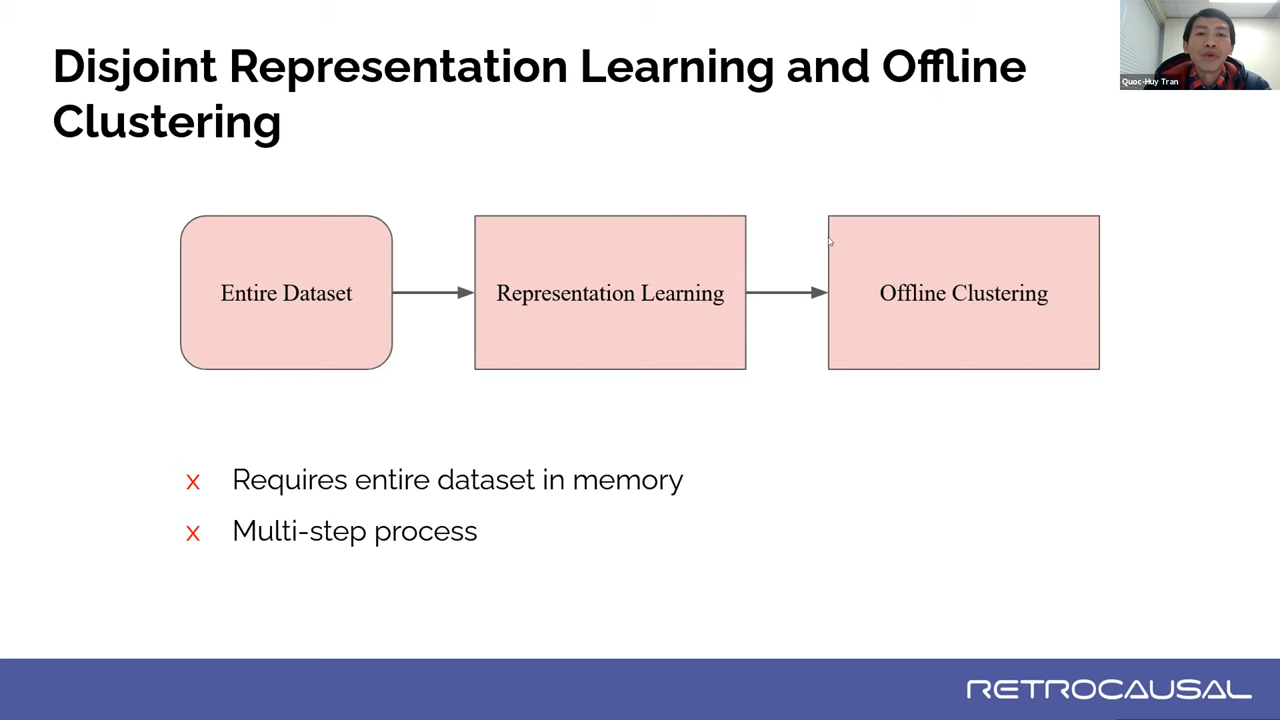 Disjoint Representation Learning and Offline
Clustering
Quoc-Huy Tran
Entire Dataset
Representation Learning
Offline Clustering
x Requires entire dataset in memory
x Multi-step process
RETROCAUSAL